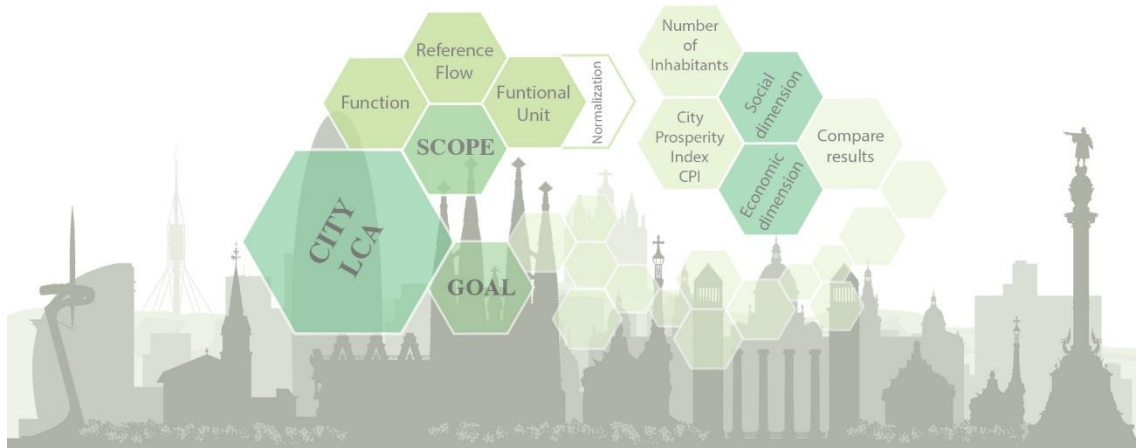 Reference
Flow
Function
Funtional
Unit
Normalization
SCOPE
CITY
LCA
GOAL
Number
of
Inhabitants
Social
dimension
City
Prosperity
Index
CPI
Compare
results
Economic
dimension